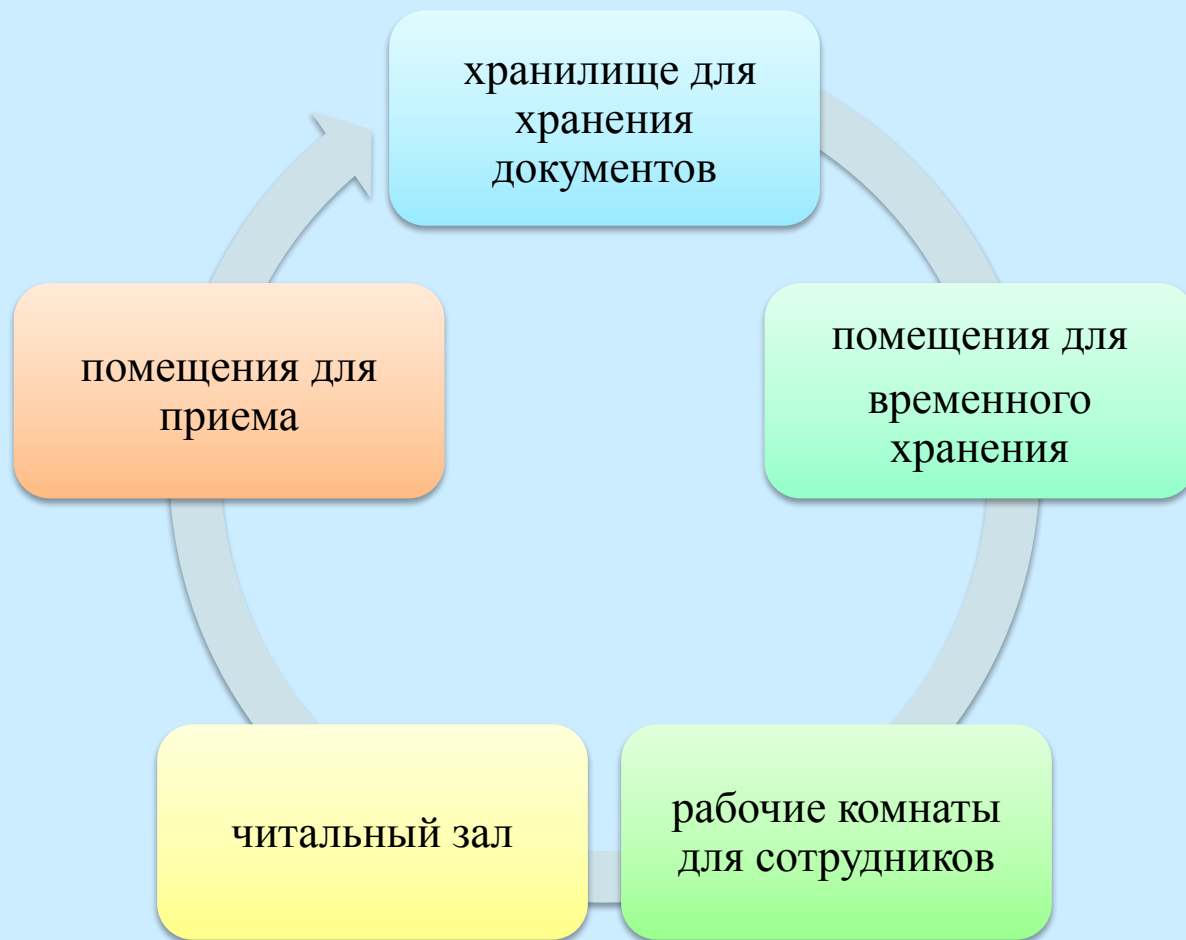 хранилище для
хранения
документов
помещения для
временного
хранения
рабочие комнаты
для сотрудников
читальный зал
помещения для
приема